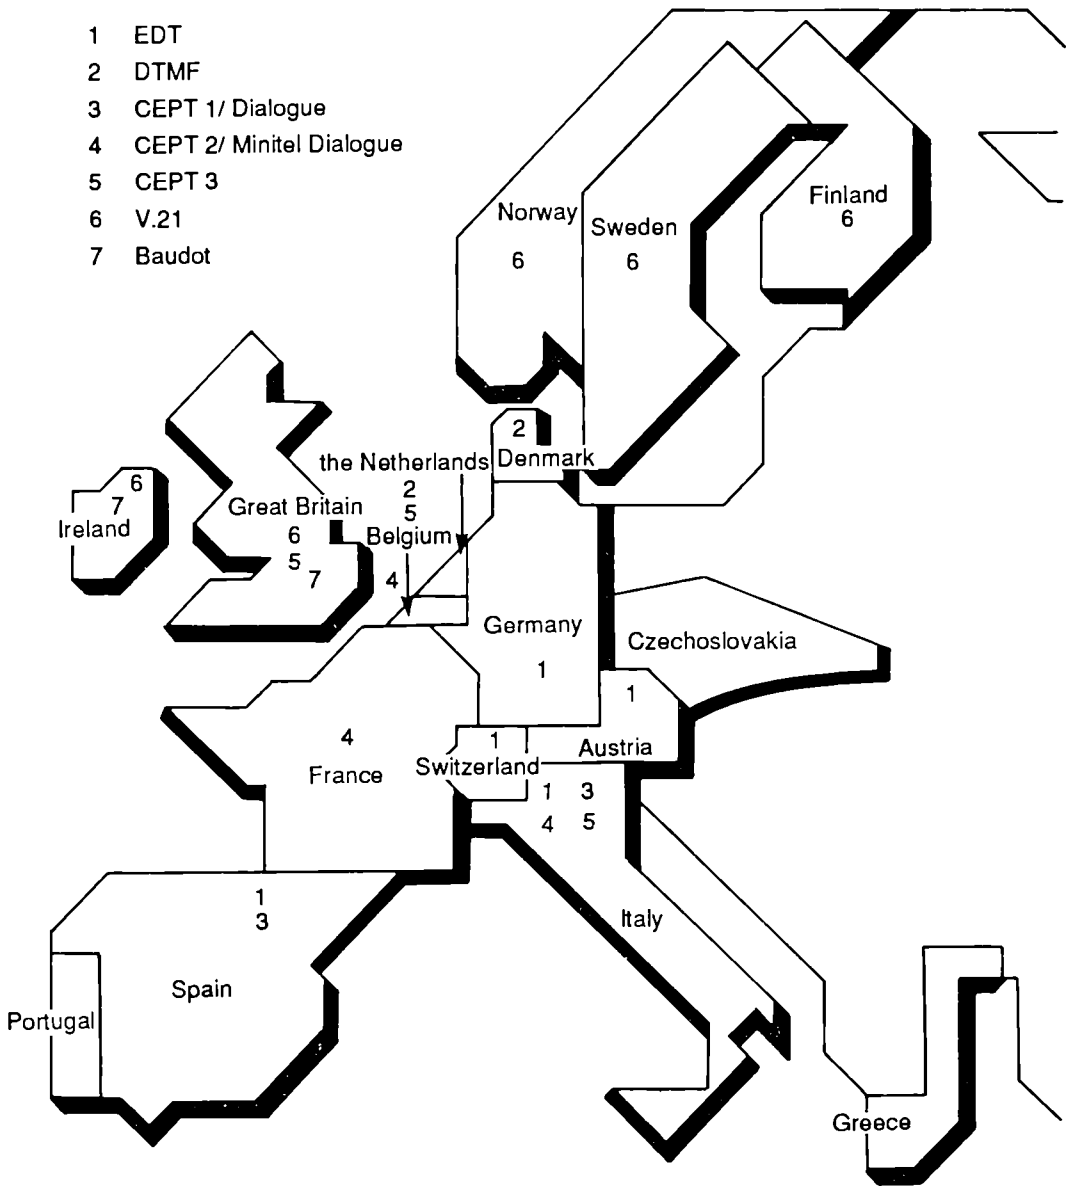 1 EDT
2 DTMF
3 CEPT 1/ Dialogue
4 CEPT 2/ Minitel Dialogue
5 CEPT 3
6 V.21
7 Baudot
Norway
6
Sweden
6
Finland
6
2
Denmark
the Netherlands
2
5
Belgium
4
6
7
Ireland
Great Britain
6
5
7
Germany
1
Czechoslovakia
1
Austria
4
France
1
Switzerland
1 3
4 5
Italy
1
3
Spain
Portugal
Greece